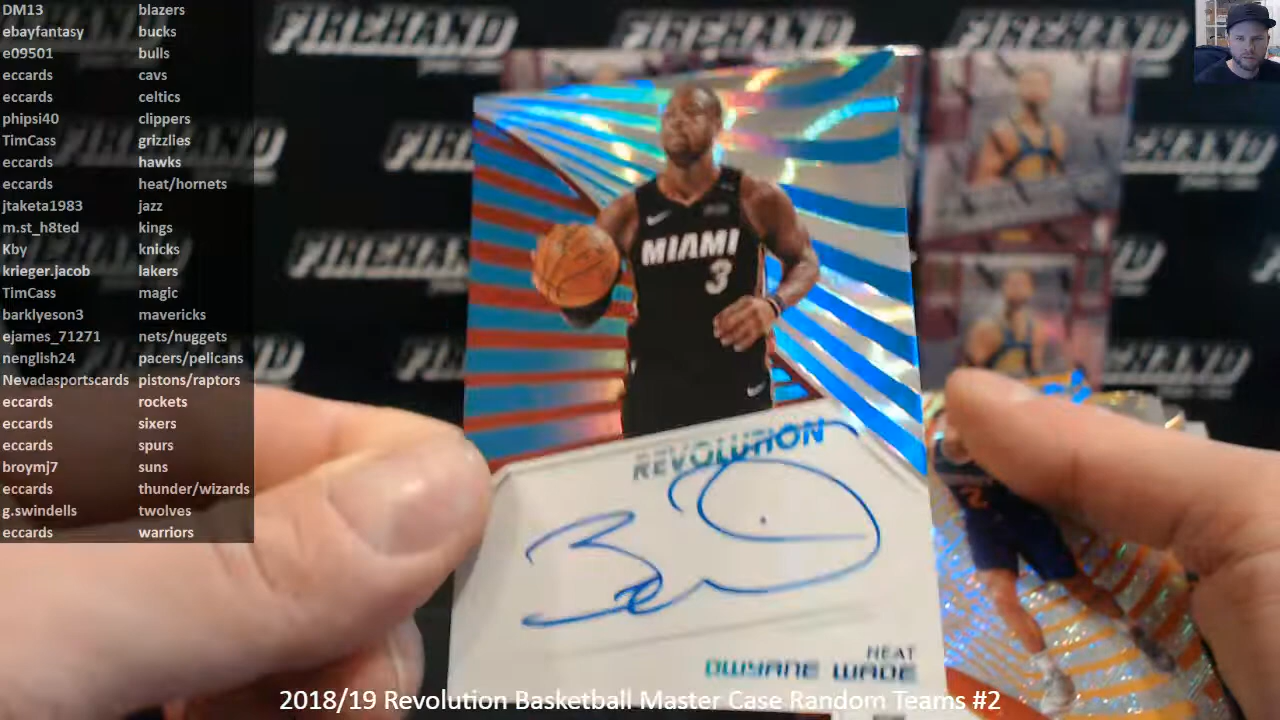 DM13 blazers
ebayfantasy bucks
e09501 bulls
eccards cavs
eccards celtics
phipsi40 clippers
TimCass grizzlies
eccards hawks
eccards heat/hornets
jtaketa1983 jazz
m.st_h8ted kings
Kby knicks
krieger.jacob lakers
TimCass magic
barklyeson3 mavericks
ejames_71271 nets/nuggets
nenglish24 pacers/pelicans
Nevadasportscards pistons/raptors
eccards rockets
eccards sixers
eccards spurs
broymj7 suns
eccards thunder/wizards
g.swindells twolves
eccards warriors
FIREHAND
FIREHAND
FIREHAND
MIAMI
3
REVOLUTION
HEAT
DWYANE WADE
2018/19 Revolution Basketball Master Case Random Teams #2